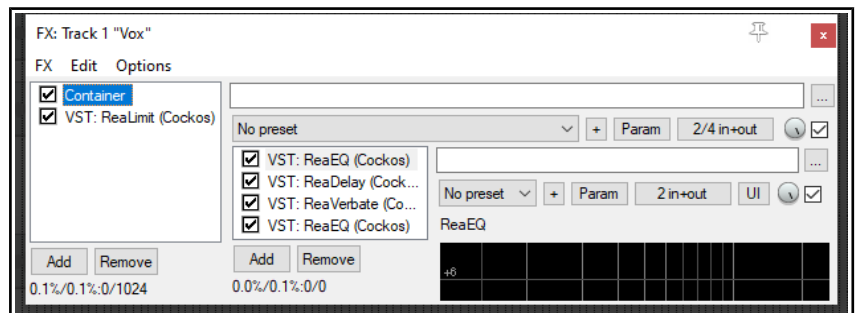 FX: Track 1 "Vox"
x
FX Edit Options
Container
VST: ReaLimit (Cockos)
...
No preset + Param 2/4 in+out
VST: ReaEQ (Cockos)
VST: ReaDelay (Cock...
VST: ReaVerbate (Co...
VST: ReaEQ (Cockos)
...
No preset + Param 2 in+out UI
ReaEQ
+6
Add Remove
0.1%/0.1%:0/1024
Add Remove
0.0%/0.1%:0/0